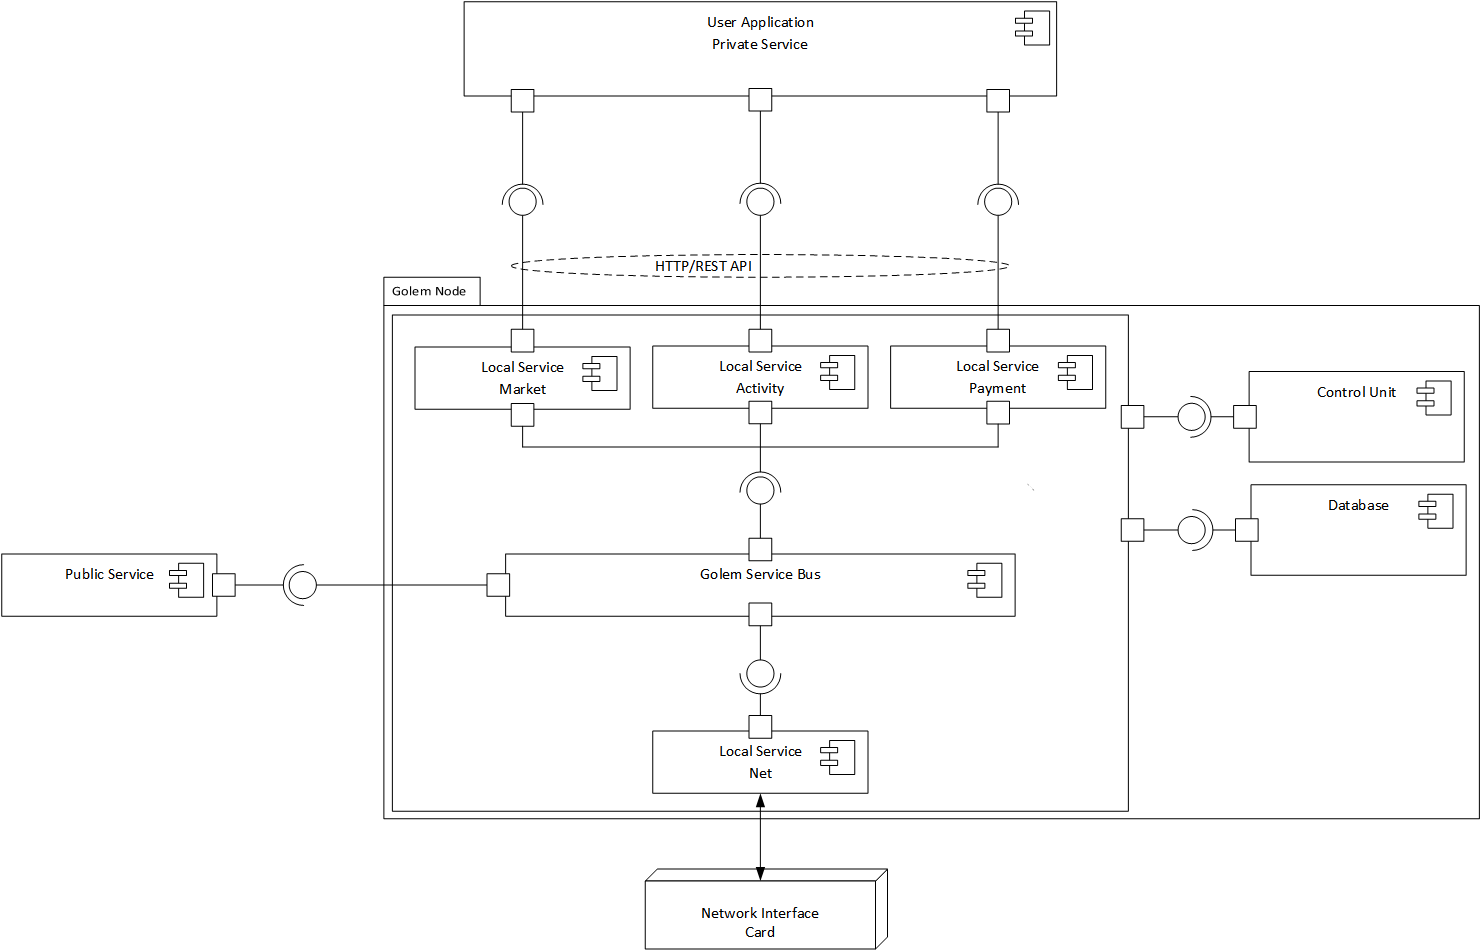 User Application
Private Service
HTTP/REST API
Golem Node
Local Service
Market
Local Service
Activity
Local Service
Payment
Control Unit
Database
Public Service
Golem Service Bus
Local Service
Net
Network Interface
Card